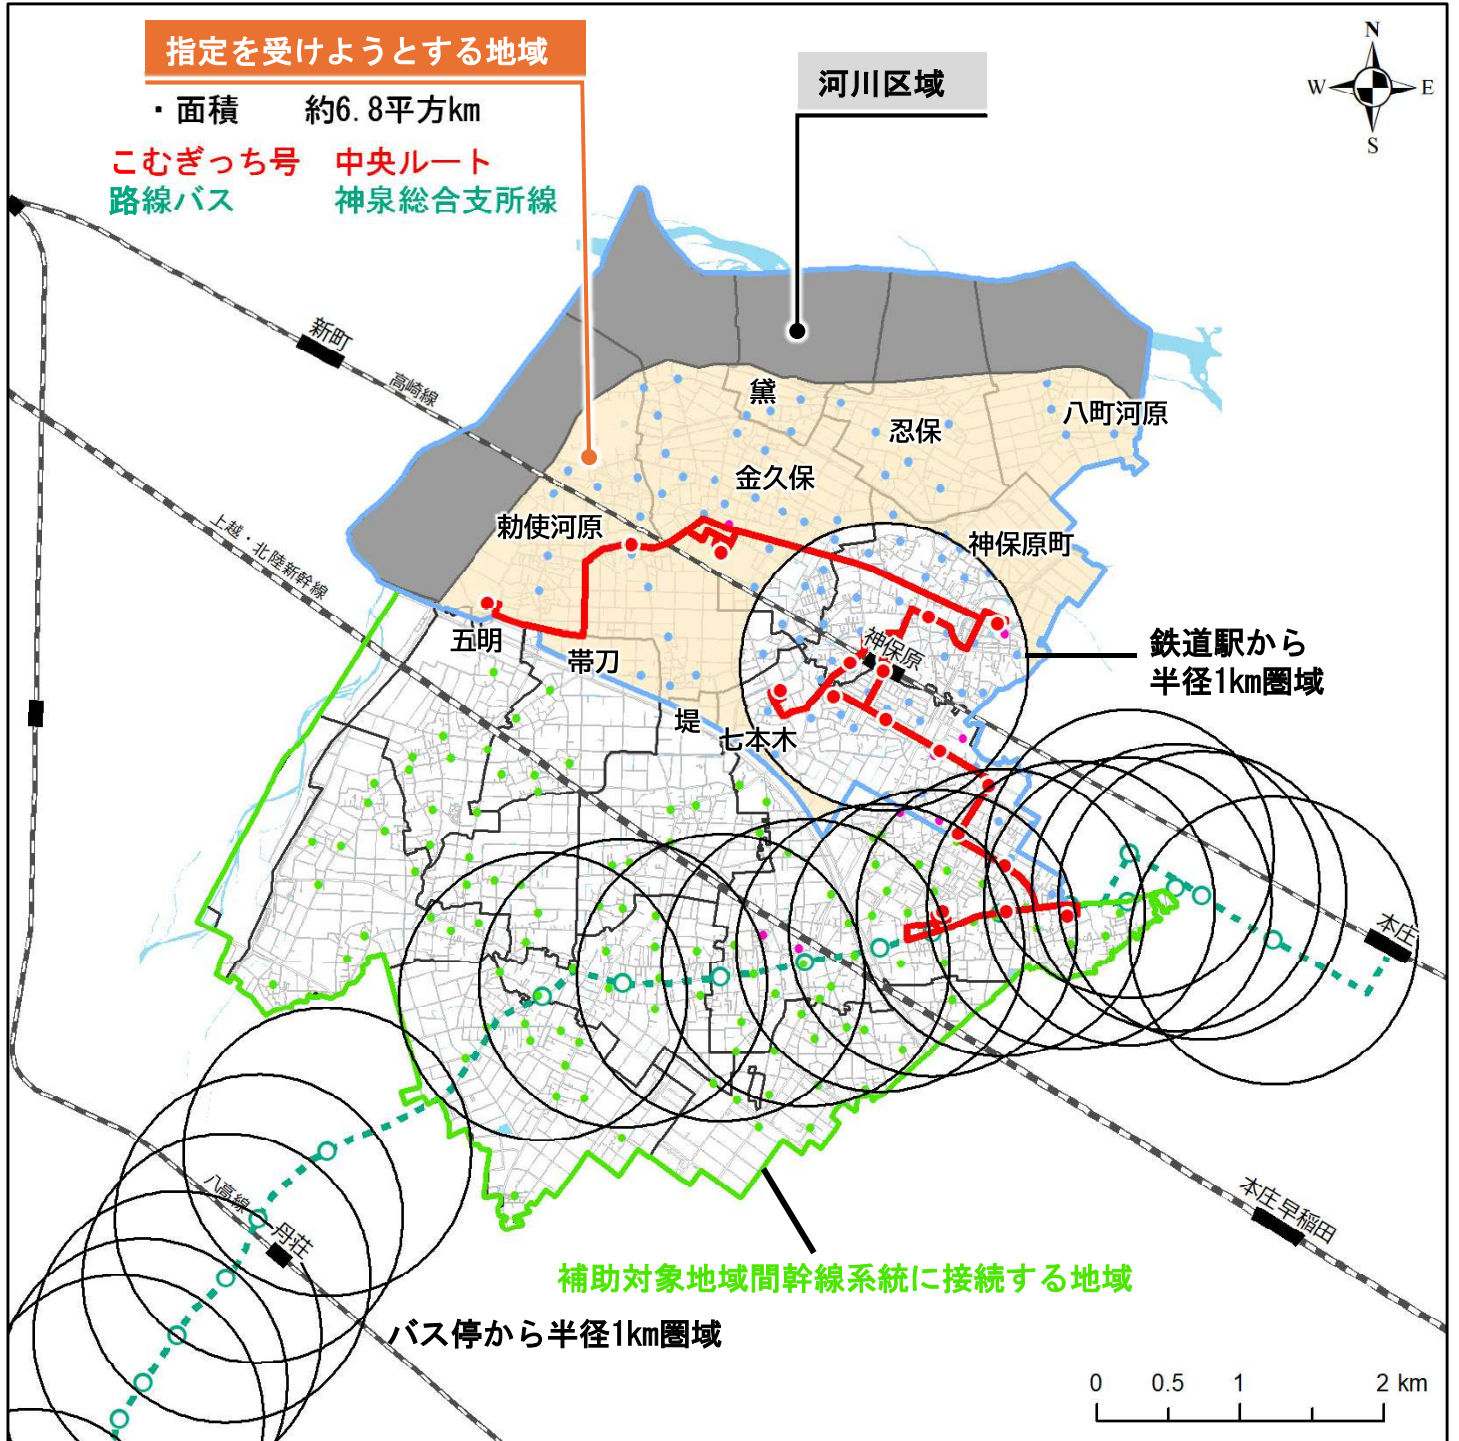 指定を受けようとする地域
・面積 約6.8平方km
こむぎっち号 中央ルート
路線バス 神泉総合支所線
河川区域
N
W
E
S
新町
高崎線
上越・北陸新幹線
黛
忍保
八町河原
金久保
勅使河原
神保原町
五明
帯刀
神保原
堤
七本木
鉄道駅から
半径1km圏域
本庄
本庄早稲田
八高線
丹荘
補助対象地域間幹線系統に接続する地域
バス停から半径1km圏域
0 0.5 1 2 km